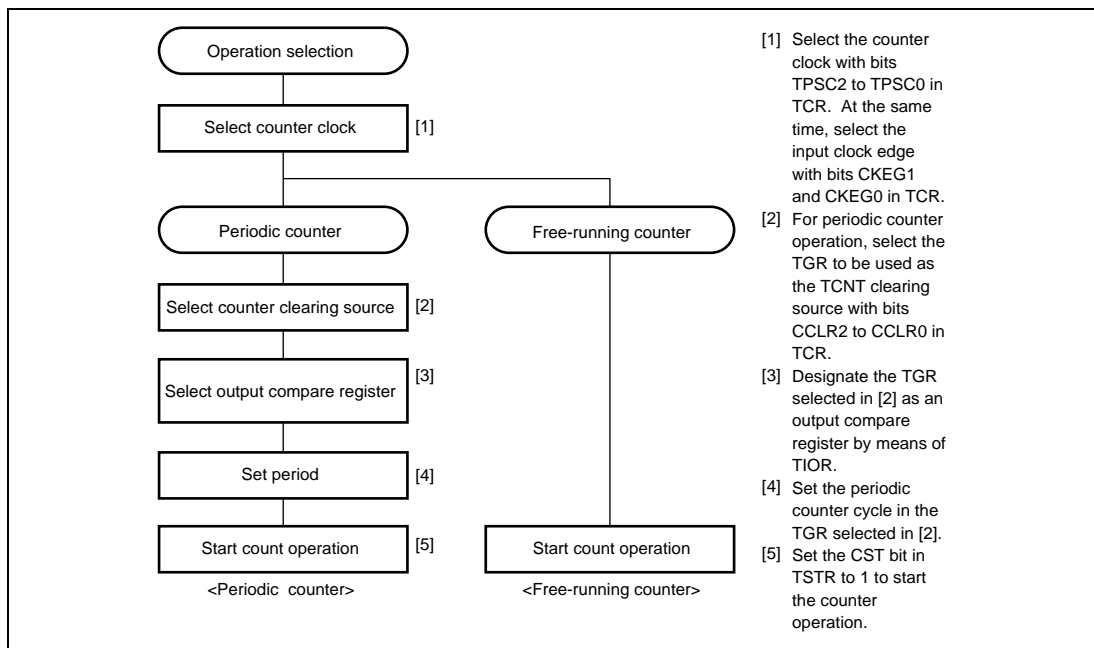 Operation selection
Select counter clock
[1]
Periodic counter
Free-running counter
Select counter clearing source
[2]
Select output compare register
[3]
Set period
[4]
Start count operation
[5]
Start count operation
<Periodic counter>
<Free-running counter>
[1] Select the counter
clock with bits
TPSC2 to TPSC0 in
TCR. At the same
time, select the
input clock edge
with bits CKEG1
and CKEG0 in TCR.
[2] For periodic counter
operation, select the
TGR to be used as
the TCNT clearing
source with bits
CCLR2 to CCLR0 in
TCR.
[3] Designate the TGR
selected in [2] as an
output compare
register by means of
TIOR.
[4] Set the periodic
counter cycle in the
TGR selected in [2].
[5] Set the CST bit in
TSTR to 1 to start
the counter
operation.